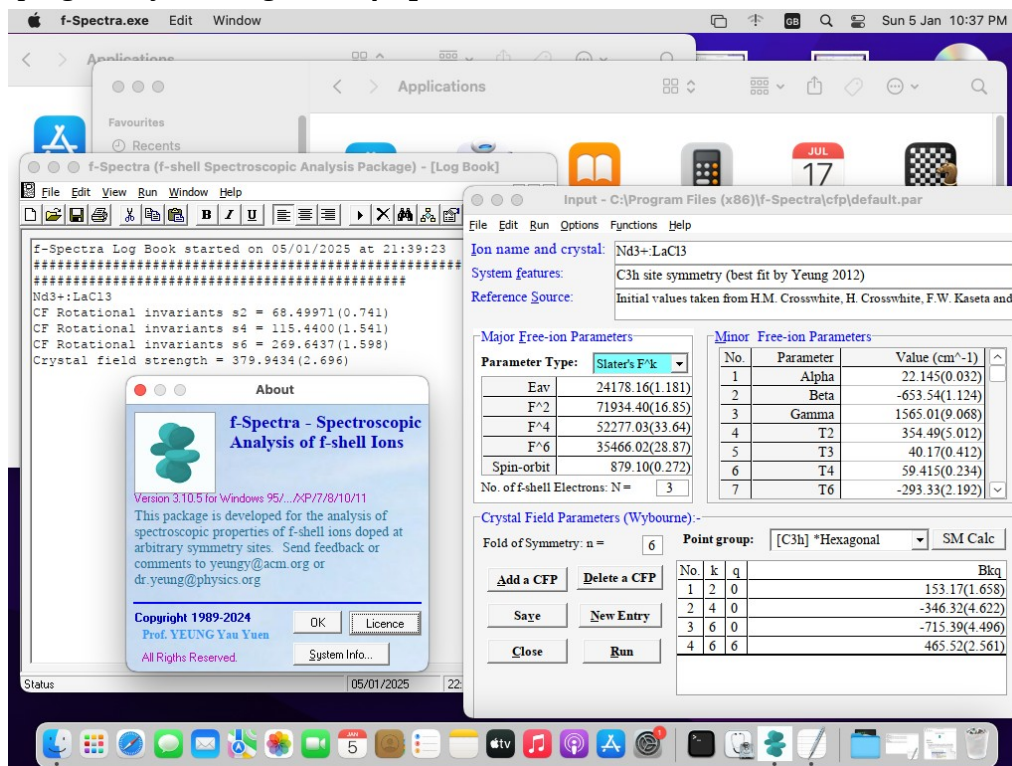 f-Spectra.exe Edit Window
GB
Sun 5 Jan 10:37 PM
Applications
Applications
Favourites
Recents
JUL
17
f-Spectra (f-shell Spectroscopic Analysis Package) - [Log Book]
File Edit View Run Window Help
B I U
f-Spectra Log Book started on 05/01/2025 at 21:39:23
######################################################
###############################################
Nd3+:LaCl3
CF Rotational invariants s2 = 68.49971(0.741)
CF Rotational invariants s4 = 115.4400(1.541)
CF Rotational invariants s6 = 269.6437(1.598)
Crystal field strength = 379.9434(2.696)
About
f-Spectra - Spectroscopic
Analysis of f-shell Ions
Version 3.10.5 for Windows 95/.../XP/7/8/10/11
This package is developed for the analysis of
spectroscopic properties of f-shell ions doped at
arbitrary symmetry sites. Send feedback or
comments to yeungy@acm.org or
dr.yeung@physics.org
Copyright 1989-2024
Prof. YEUNG Yau Yuen
All Rigths Reserved.
OK
Licence
System Info...
Status
05/01/2025
22:
Input - C:\Program Files (x86)\f-Spectra\cfp\default.par
File Edit Run Options Functions Help
Ion name and crystal: Nd3+:LaCl3
System features: C3h site symmetry (best fit by Yeung 2012)
Reference Source: Initial values taken from H.M. Crosswhite, H. Crosswhite, F.W. Kaseta and
Major Free-ion Parameters
Parameter Type: Slater's F^k
Eav 24178.16(1.181)
F^2 71934.40(16.85)
F^4 52277.03(33.64)
F^6 35466.02(28.87)
Spin-orbit 879.10(0.272)
No. of f-shell Electrons: N = 3
Minor Free-ion Parameters
No. Parameter Value (cm^-1)
1 Alpha 22.145(0.032)
2 Beta -653.54(1.124)
3 Gamma 1565.01(9.068)
4 T2 354.49(5.012)
5 T3 40.17(0.412)
6 T4 59.415(0.234)
7 T6 -293.33(2.192)
Crystal Field Parameters (Wybourne):-
Fold of Symmetry: n = 6
Point group: [C3h] *Hexagonal
SM Calc
Add a CFP
Delete a CFP
Save
New Entry
Close
Run
No. k q Bkq
1 2 0 153.17(1.658)
2 4 0 -346.32(4.622)
3 6 0 -715.39(4.496)
4 6 6 465.52(2.561)
JAN
5
tv